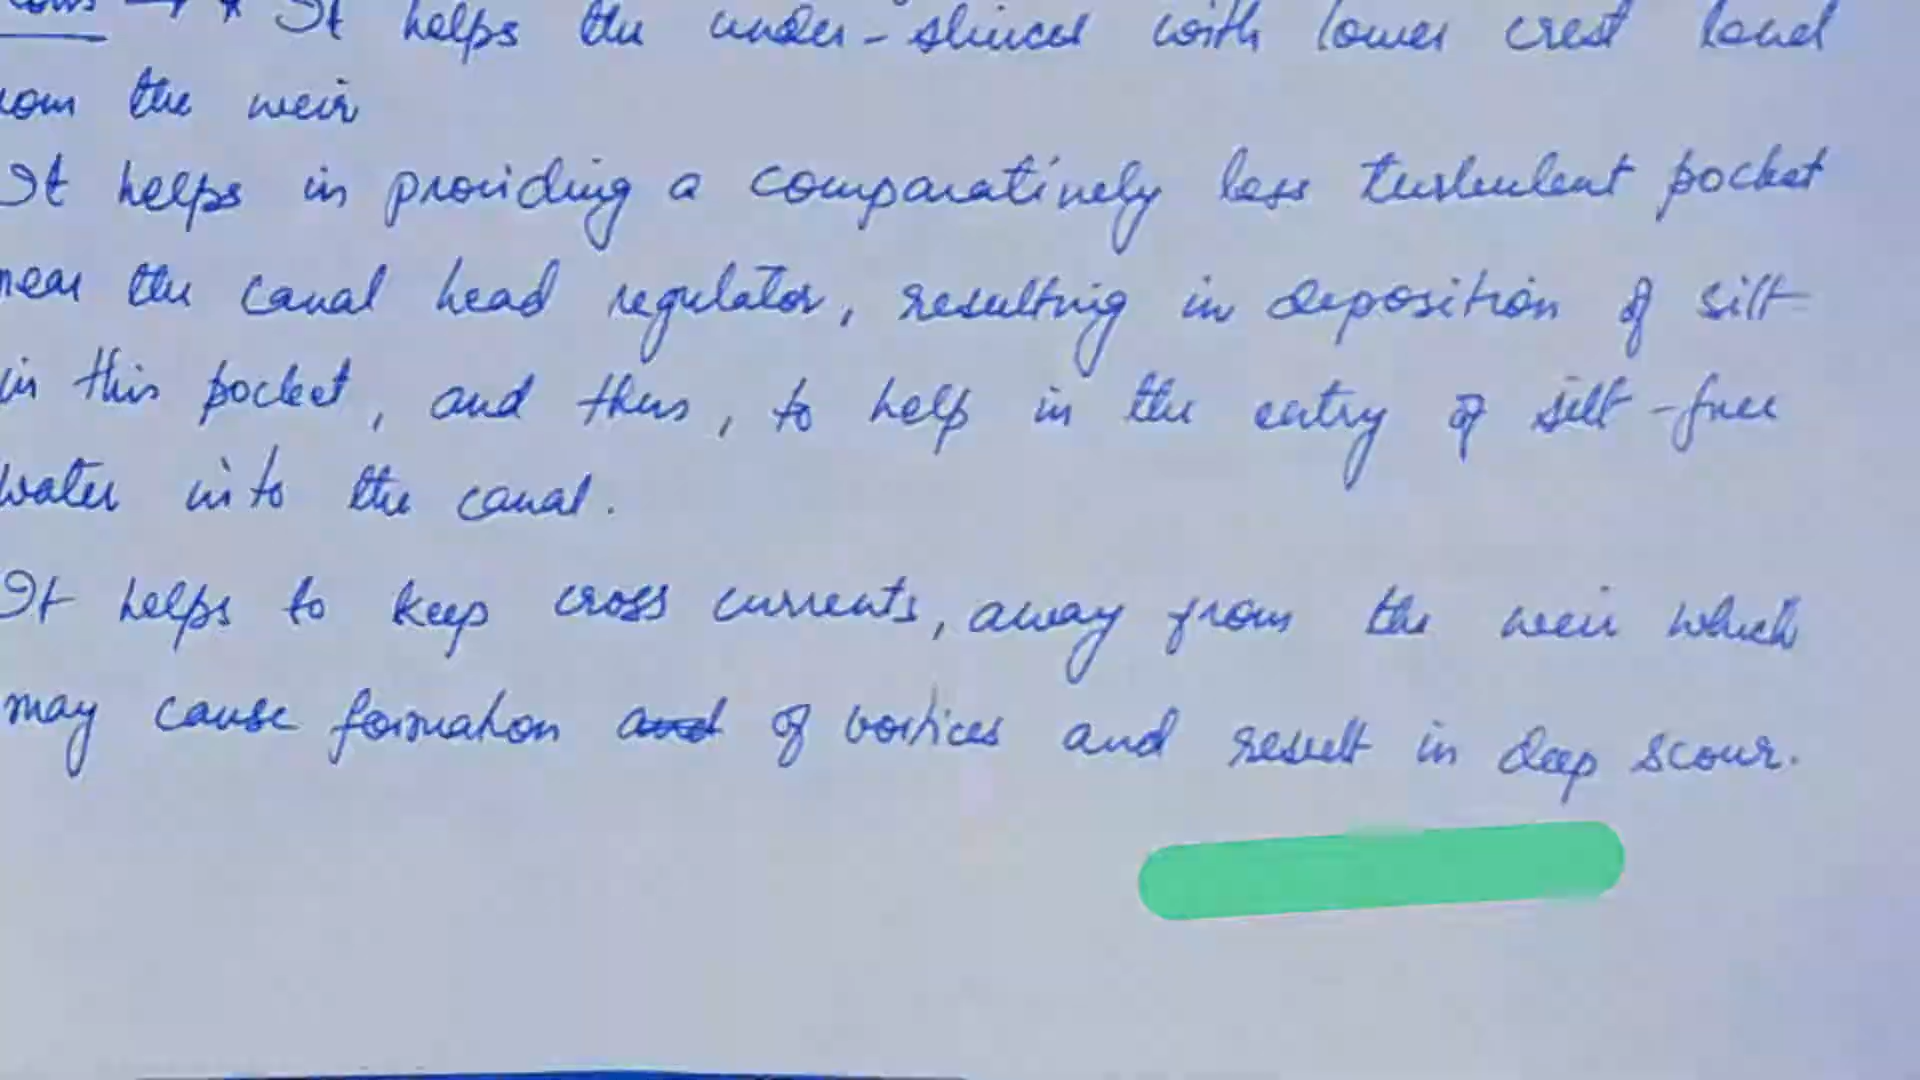 → * It helps the under-sluices with lower crest level
the weir
It helps in providing a comparatively less turbulent pocket
near the canal head regulator, resulting in deposition of silt
in this pocket, and thus, to help in the entry of silt-free
water into the canal.
It helps to keep cross currents, away from the weir which
may cause formation and of vortices and result in deep scour.